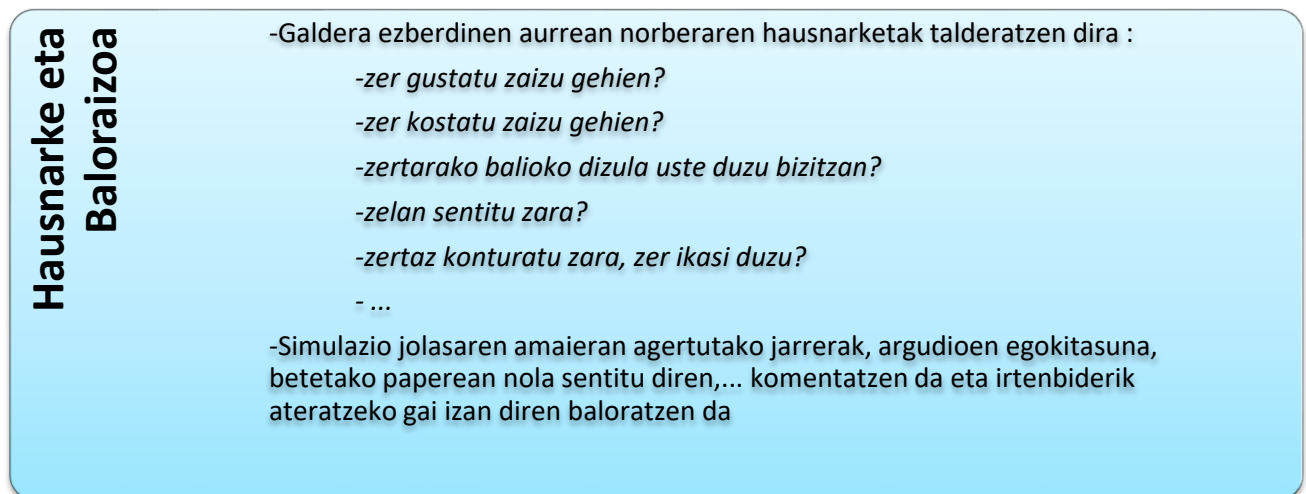 Hausnarke eta
Baloraizoa
-Galdera ezberdinen aurrean norberaren hausnarketak talderatzen dira :
-zer gustatu zaizu gehien?
-zer kostatu zaizu gehien?
-zertarako balioko dizula uste duzu bizitzan?
-zelan sentitu zara?
-zertaz konturatu zara, zer ikasi duzu?
- ...
-Simulazio jolasaren amaieran agertutako jarrerak, argudioen egokitasuna,
betetako paperean nola sentitu diren,... komentatzen da eta irtenbiderik
ateratzeko gai izan diren baloratzen da